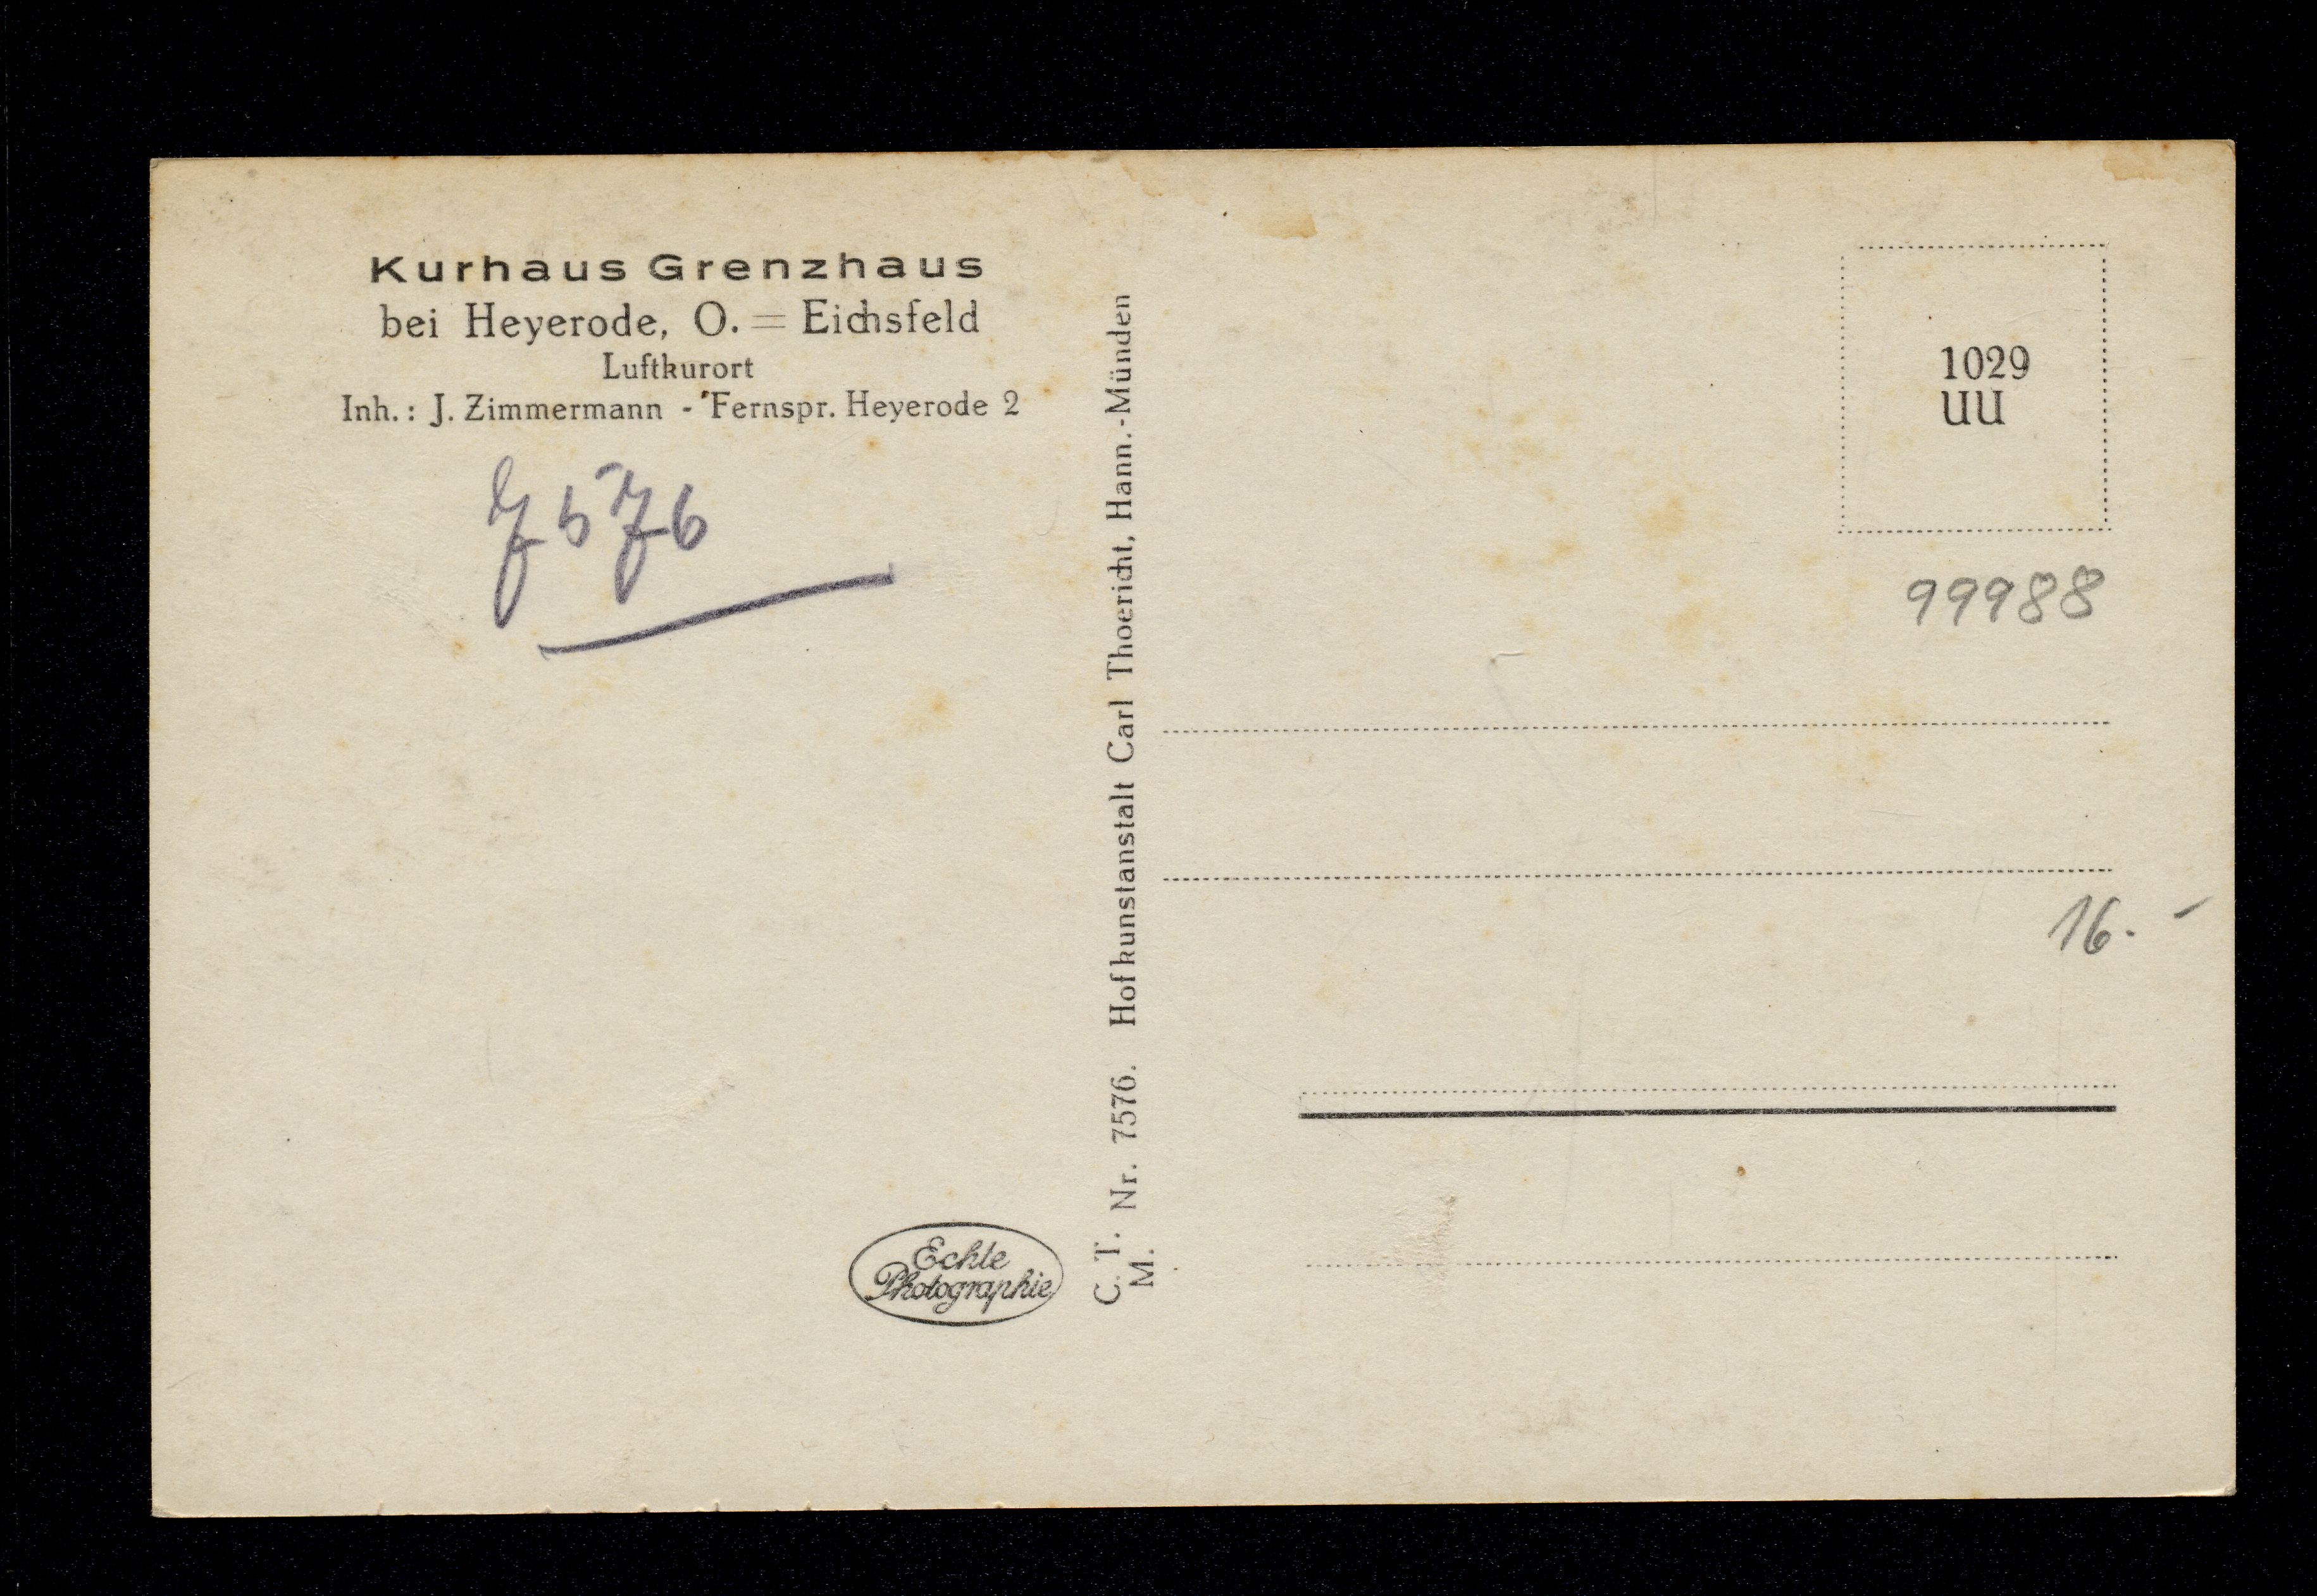 Kurhaus Grenzhaus
bei Heyerode, O. = Eichsfeld
Luftkurort
Inh.: J. Zimmermann - Fernspr. Heyerode 2
7576
C. T. Nr. 7576. Hofkunstanstalt Carl Thoericht, Hann.-Münden
M.
Echte
Photographie
1029
UU
99988
16.-